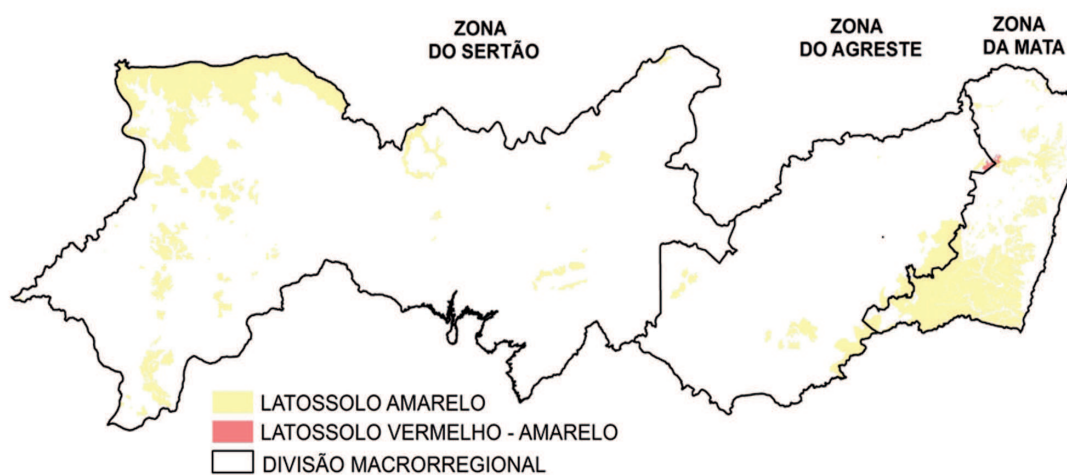 ZONA
DO SERTÃO
ZONA
DO AGRESTE
ZONA
DA MATA
LATOSSOLO AMARELO
LATOSSOLO VERMELHO - AMARELO
DIVISÃO MACRORREGIONAL